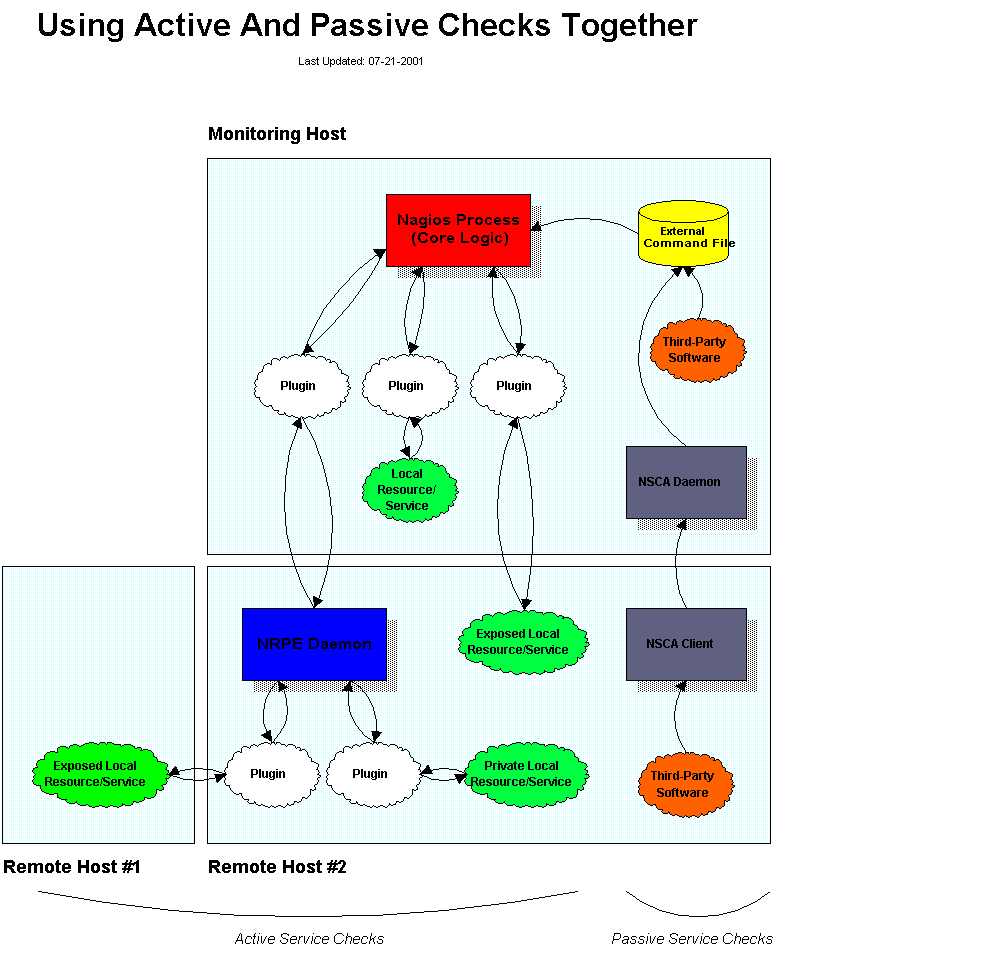 Using Active And Passive Checks Together
Last Updated: 07-21-2001
Monitoring Host
Nagios Process
(Core Logic)
External
Command File
Third-Party
Software
Plugin
Plugin
Plugin
Local
Resource/
Service
NSCA Daemon
NRPE Daemon
Exposed Local
Resource/Service
NSCA Client
Exposed Local
Resource/Service
Plugin
Plugin
Private Local
Resource/Service
Third-Party
Software
Remote Host #1
Remote Host #2
Active Service Checks
Passive Service Checks